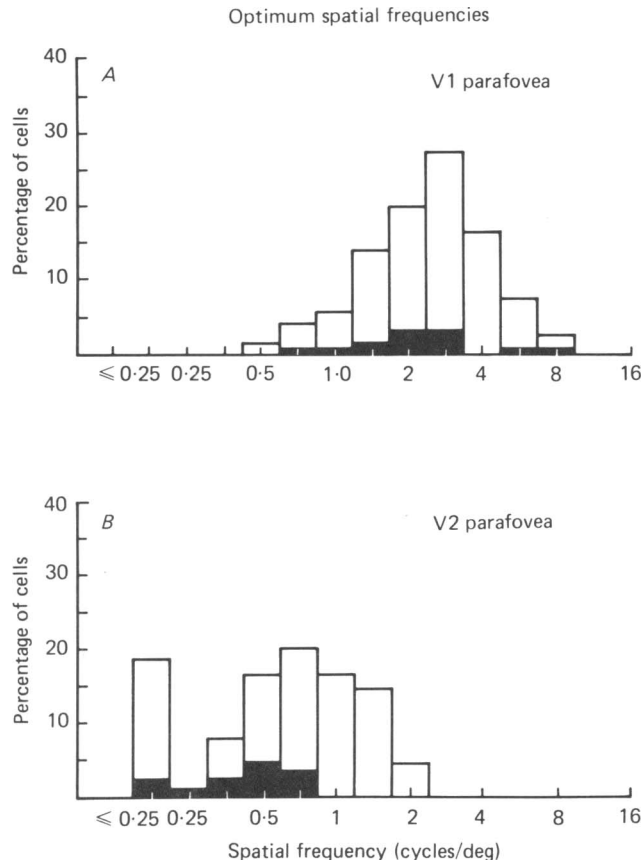 Optimum spatial frequencies
A
V1 parafovea
Percentage of cells
40
30
20
10
⩽ 0·25 0·25 0·5 1·0 2 4 8 16
B
V2 parafovea
Percentage of cells
40
30
20
10
⩽ 0·25 0·25 0·5 1 2 4 8 16
Spatial frequency (cycles/deg)